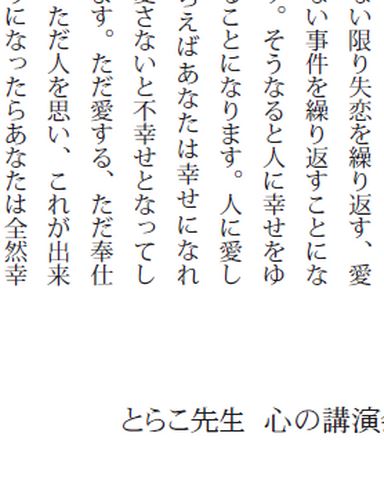 い限り失恋を繰り返す、愛
い事件を繰り返すことにな
。そうなると人に幸せをゆ
ことになります。人に愛し
えばあなたは幸せになれ
さないと不幸せとなってし
す。ただ愛する、ただ奉仕
ただ人を思い、これが出来
になったらあなたは全然幸
とらこ先生 心の講演